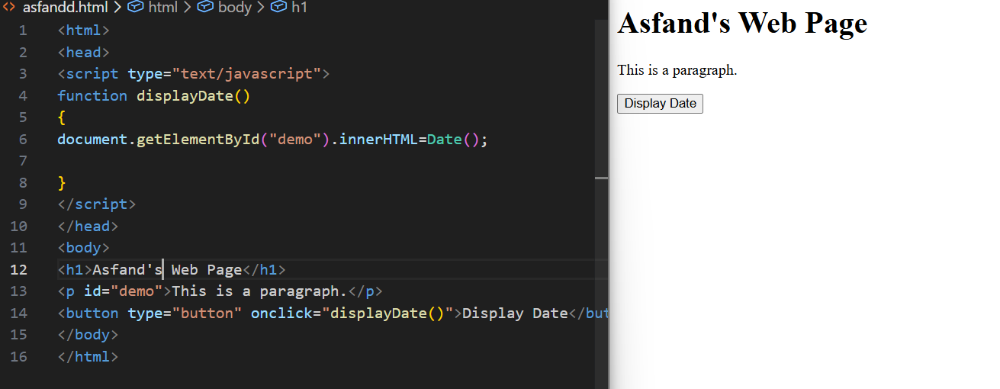 asfandd.html > html > body > h1
1 <html>
2 <head>
3 <script type="text/javascript">
4 function displayDate()
5 {
6 document.getElementById("demo").innerHTML=Date();
7
8 }
9 </script>
10 </head>
11 <body>
12 <h1>Asfand's Web Page</h1>
13 <p id="demo">This is a paragraph.</p>
14 <button type="button" onclick="displayDate()">Display Date</but
15 </body>
16 </html>
Asfand's Web Page
This is a paragraph.
Display Date